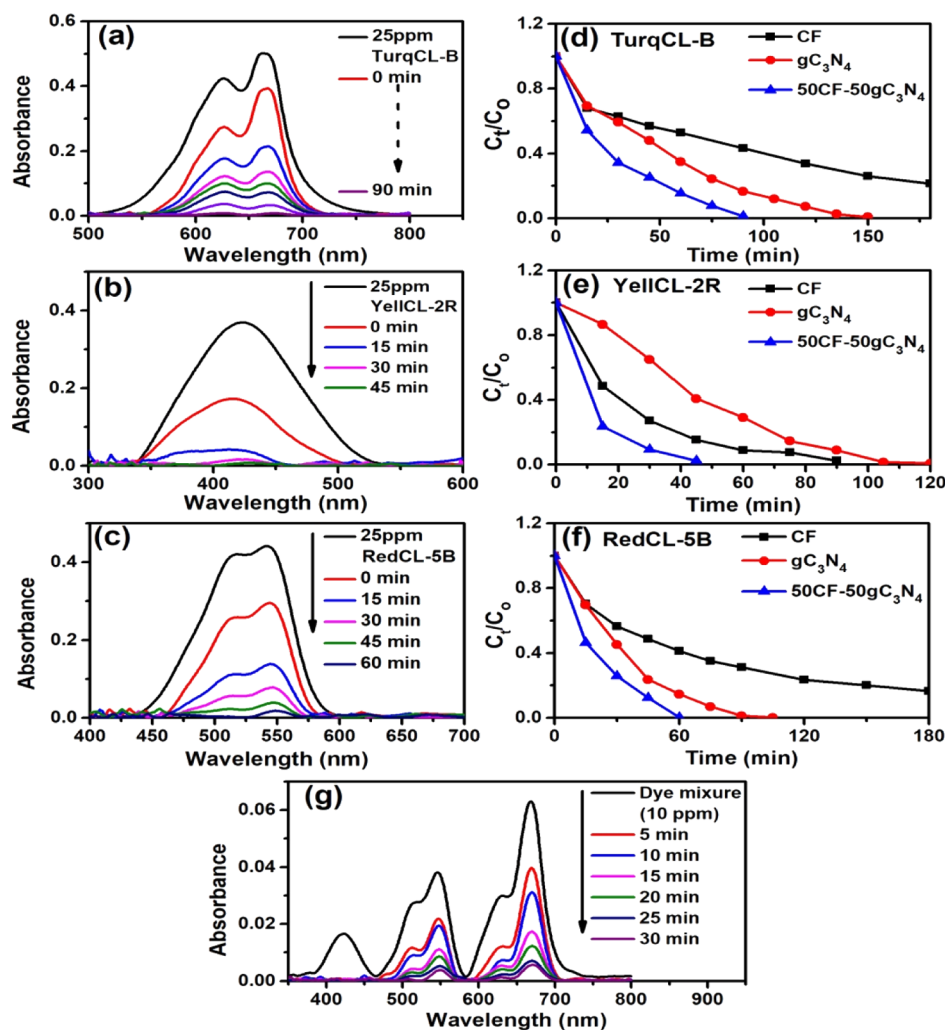 (a)
25ppm
TurqCL-B
0 min
90 min
Absorbance
0.6
0.4
0.2
0.0
500 600 700 800
Wavelength (nm)
(d) TurqCL-B
CF
gC₃N₄
50CF-50gC₃N₄
Cₜ/Cₒ
1.2
0.8
0.4
0.0
0 50 100 150
Time (min)
(b)
25ppm
YellCL-2R
0 min
15 min
30 min
45 min
Absorbance
0.4
0.2
0.0
300 400 500 600
Wavelength (nm)
(e) YellCL-2R
CF
gC₃N₄
50CF-50gC₃N₄
Cₜ/Cₒ
1.2
0.8
0.4
0.0
0 20 40 60 80 100 120
Time (min)
(c)
25ppm
RedCL-5B
0 min
15 min
30 min
45 min
60 min
Absorbance
0.4
0.2
0.0
400 450 500 550 600 650 700
Wavelength (nm)
(f) RedCL-5B
CF
gC₃N₄
50CF-50gC₃N₄
Cₜ/Cₒ
1.2
0.8
0.4
0.0
0 60 120 180
Time (min)
(g)
Dye mixure
(10 ppm)
5 min
10 min
15 min
20 min
25 min
30 min
Absorbance
0.06
0.04
0.02
0.00
400 500 600 700 800 900
Wavelength (nm)